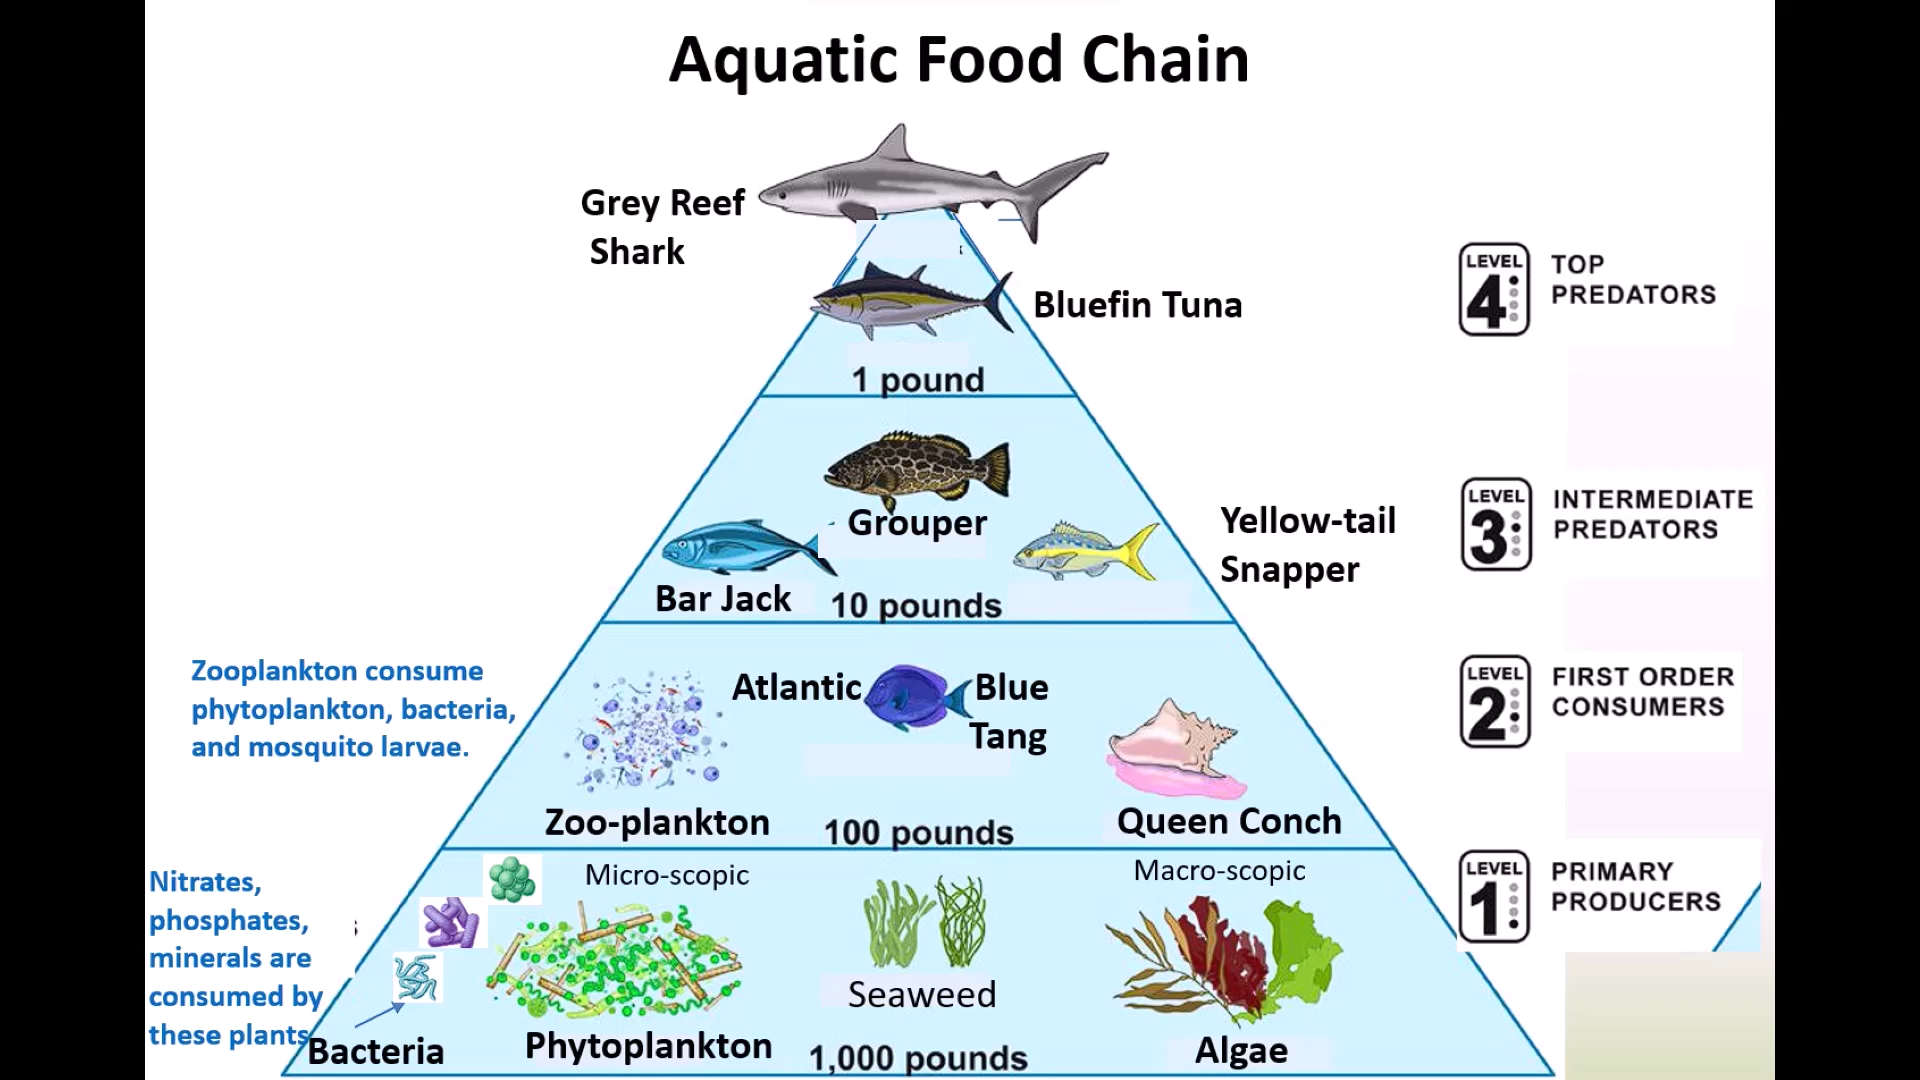 Aquatic Food Chain
Grey Reef
Shark
Bluefin Tuna
1 pound
LEVEL
4
TOP
PREDATORS
Grouper
Bar Jack
Yellow-tail
Snapper
10 pounds
LEVEL
3
INTERMEDIATE
PREDATORS
Zooplankton consume
phytoplankton, bacteria,
and mosquito larvae.
Atlantic Blue
Tang
Zoo-plankton
Queen Conch
100 pounds
LEVEL
2
FIRST ORDER
CONSUMERS
Nitrates,
phosphates,
minerals are
consumed by
these plants
Micro-scopic
Macro-scopic
Seaweed
Bacteria
Phytoplankton
Algae
1,000 pounds
LEVEL
1
PRIMARY
PRODUCERS